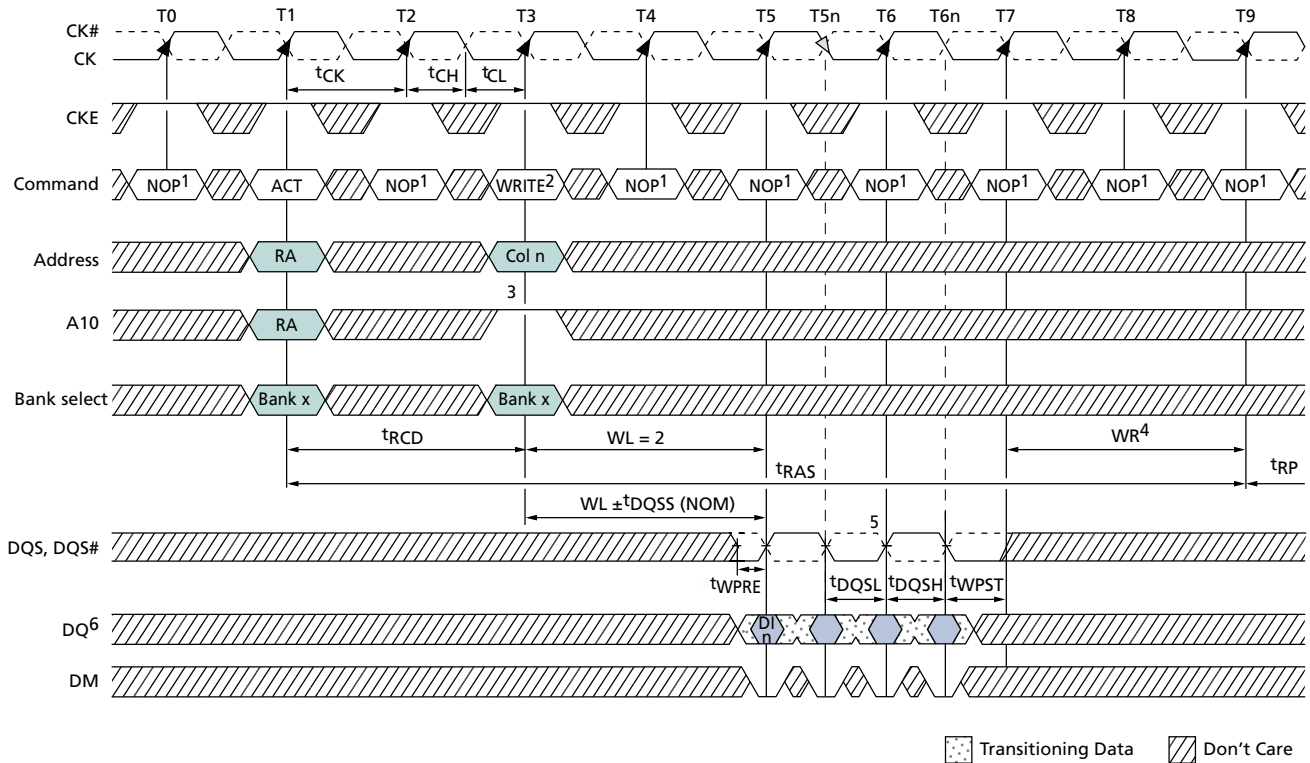 T0 T1 T2 T3 T4 T5 T5n T6 T6n T7 T8 T9
CK#
CK
tCK tCH tCL
CKE
Command NOP1 ACT NOP1 WRITE2 NOP1 NOP1 NOP1 NOP1 NOP1 NOP1
Address RA Col n
3
A10 RA
Bank select Bank x Bank x
tRCD WL = 2 WR4
tRAS tRP
WL ±tDQSS (NOM)
5
DQS, DQS#
tWPRE tDQSL tDQSH tWPST
DQ6 DI
n
DM
Transitioning Data Don't Care